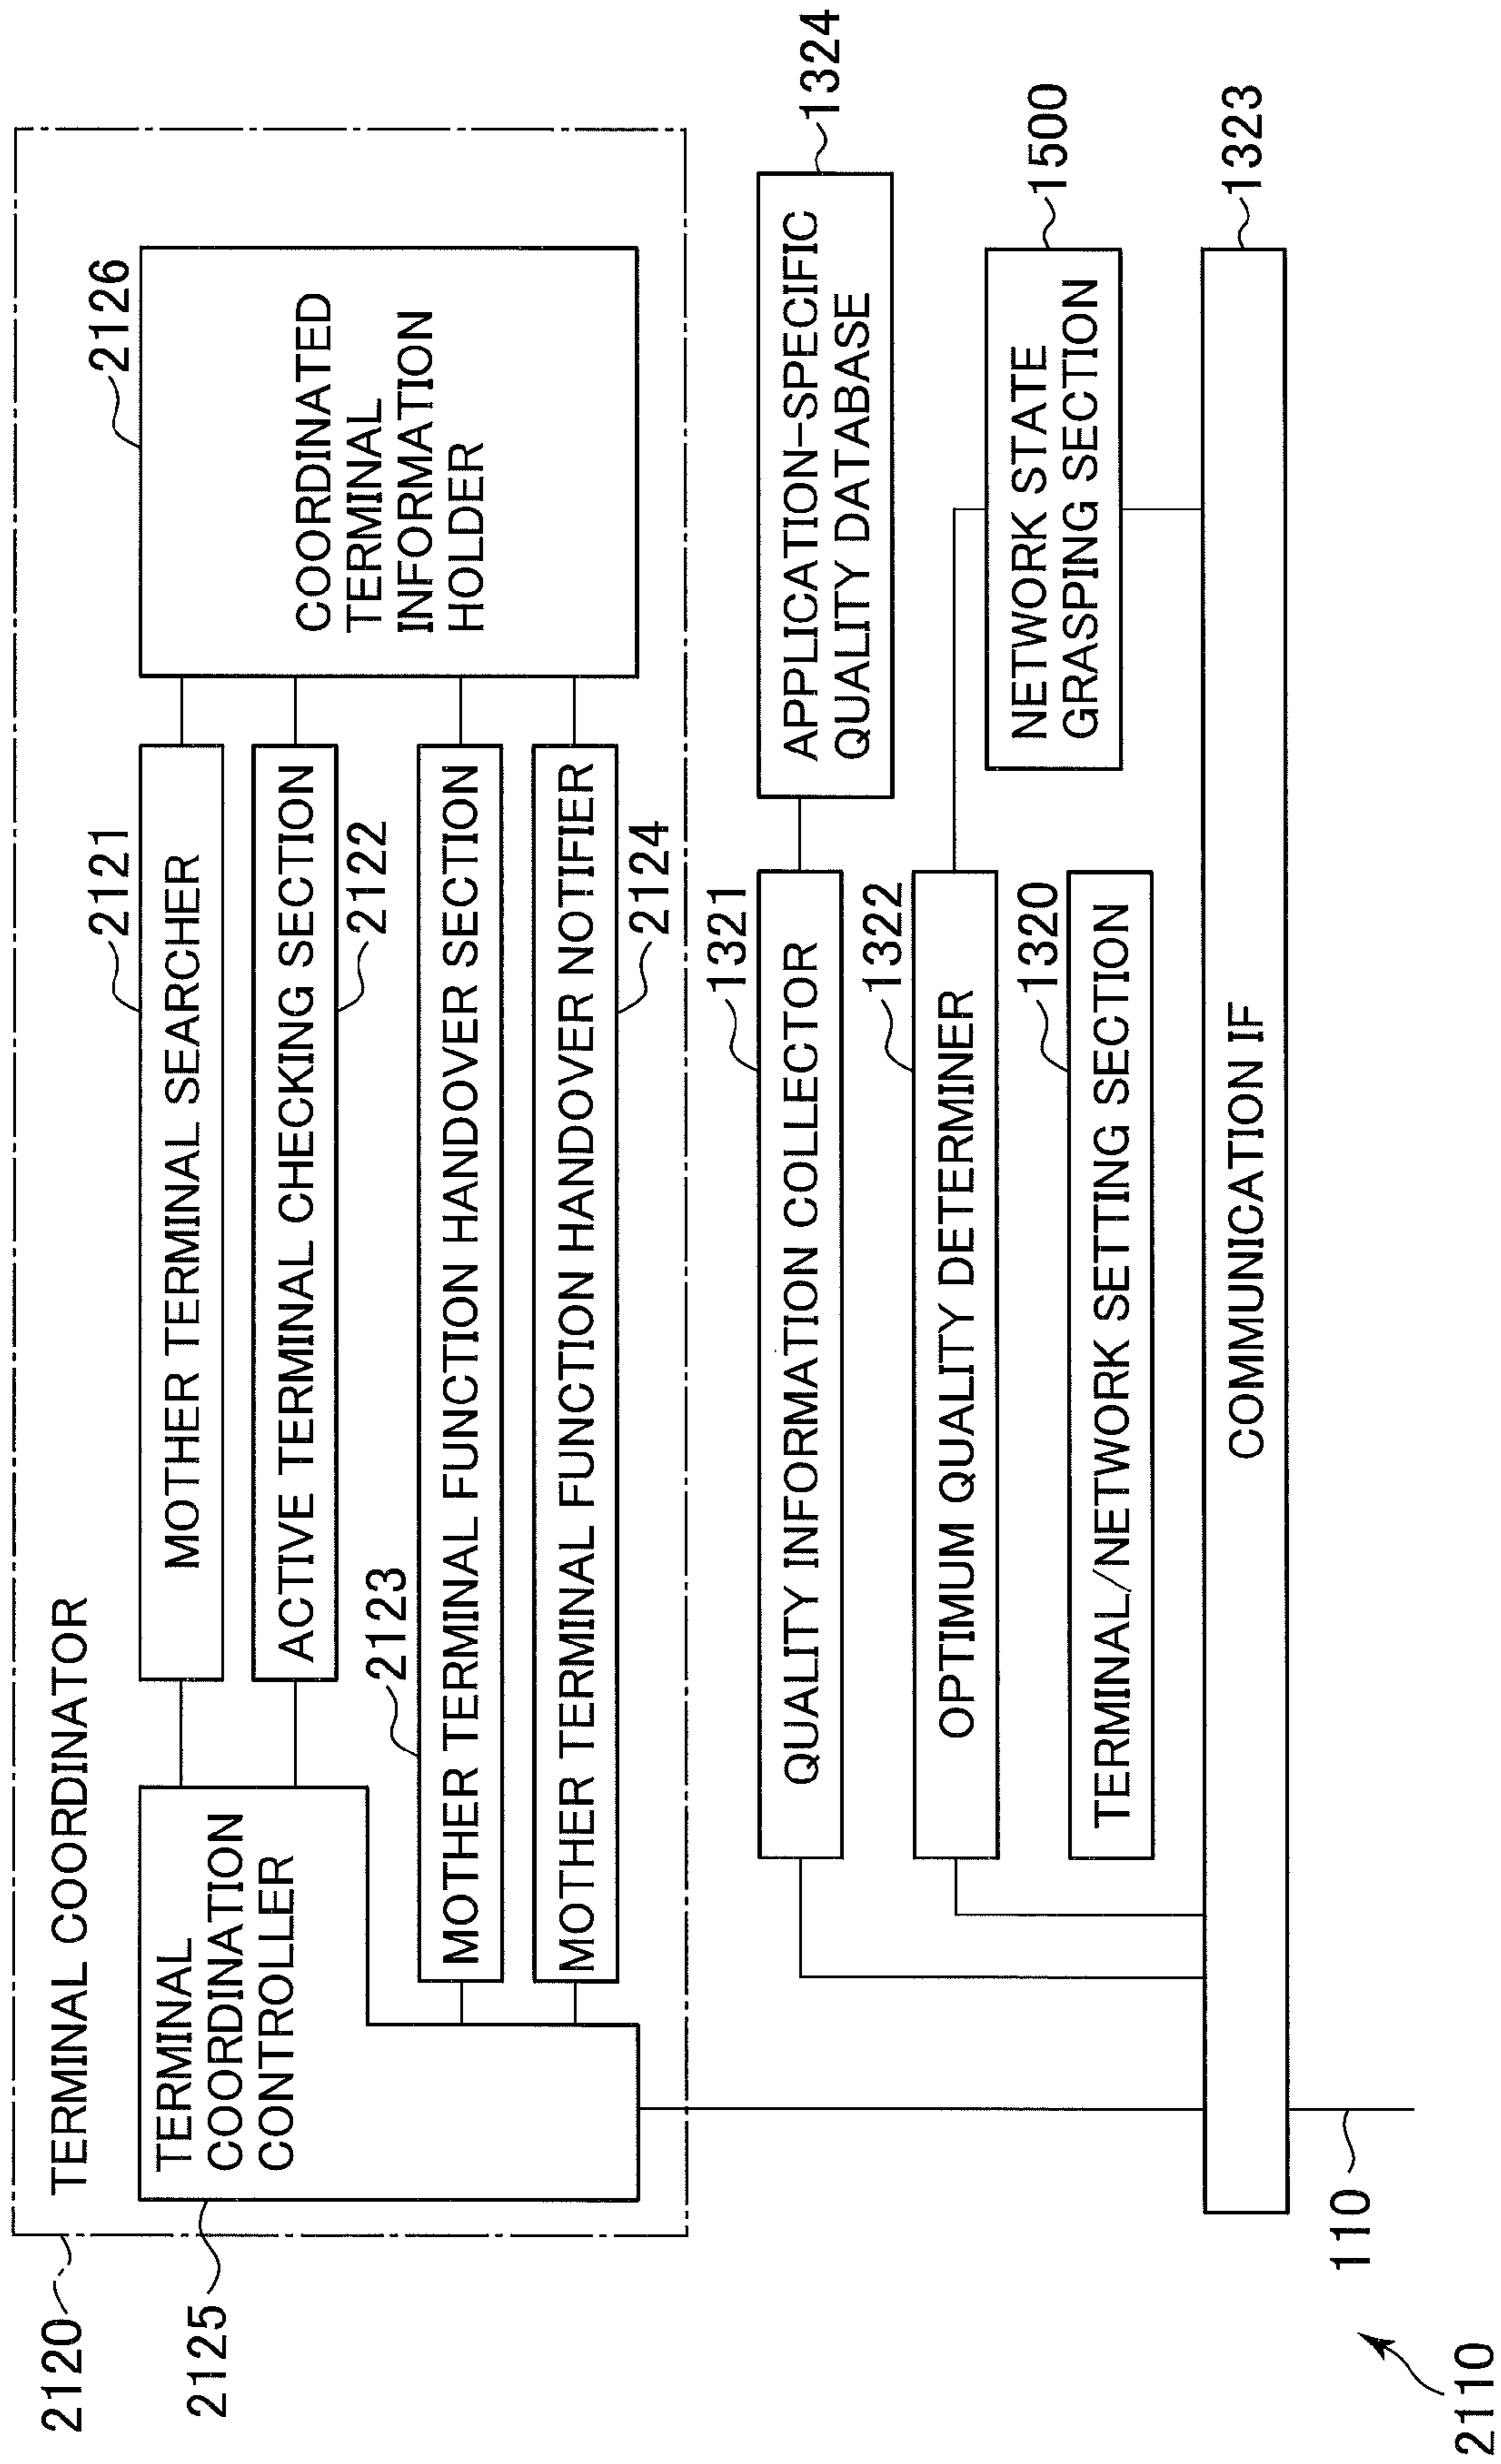 2120
TERMINAL COORDINATOR
2125
TERMINAL
COORDINATION
CONTROLLER
2121
MOTHER TERMINAL SEARCHER
ACTIVE TERMINAL CHECKING SECTION
2122
2123
MOTHER TERMINAL FUNCTION HANDOVER SECTION
MOTHER TERMINAL FUNCTION HANDOVER NOTIFIER
2124
2126
COORDINATED
TERMINAL
INFORMATION
HOLDER
1321
QUALITY INFORMATION COLLECTOR
1324
APPLICATION-SPECIFIC
QUALITY DATABASE
1322
OPTIMUM QUALITY DETERMINER
1500
NETWORK STATE
GRASPING SECTION
1320
TERMINAL/NETWORK SETTING SECTION
1323
COMMUNICATION IF
110
2110